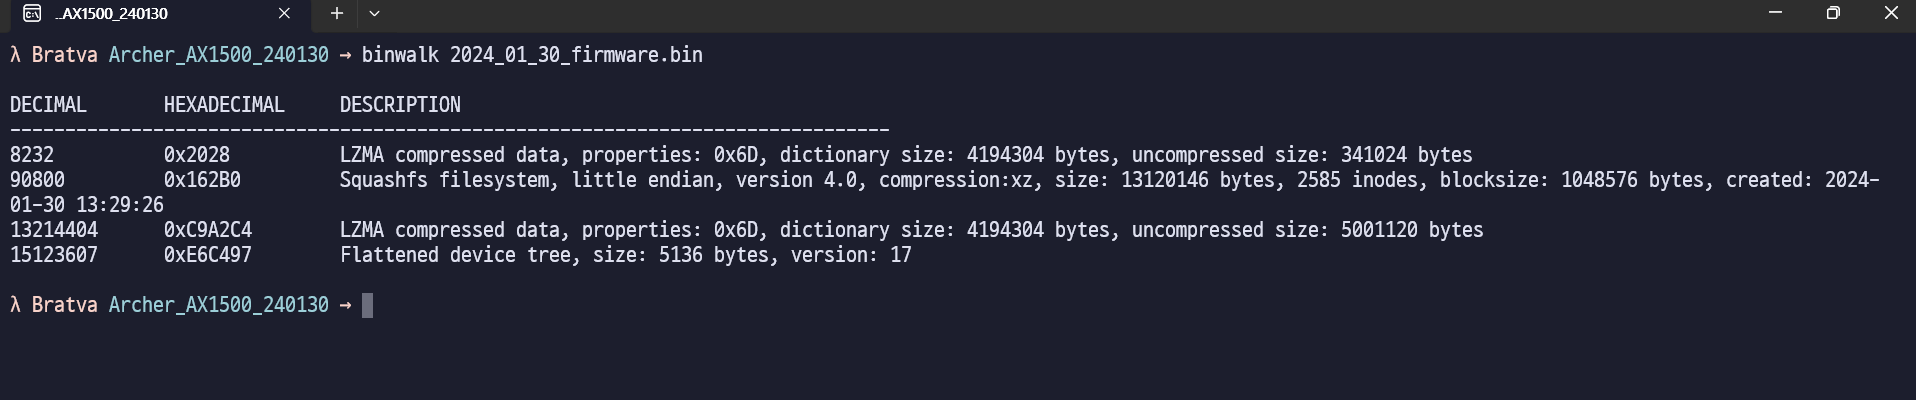 ..AX1500_240130
λ Bratva Archer_AX1500_240130 → binwalk 2024_01_30_firmware.bin
DECIMAL       HEXADECIMAL     DESCRIPTION
--------------------------------------------------------------------------------
8232          0x2028          LZMA compressed data, properties: 0x6D, dictionary size: 4194304 bytes, uncompressed size: 341024 bytes
90800         0x162B0         Squashfs filesystem, little endian, version 4.0, compression:xz, size: 13120146 bytes, 2585 inodes, blocksize: 1048576 bytes, created: 2024-
01-30 13:29:26
13214404      0xC9A2C4        LZMA compressed data, properties: 0x6D, dictionary size: 4194304 bytes, uncompressed size: 5001120 bytes
15123607      0xE6C497        Flattened device tree, size: 5136 bytes, version: 17
λ Bratva Archer_AX1500_240130 →